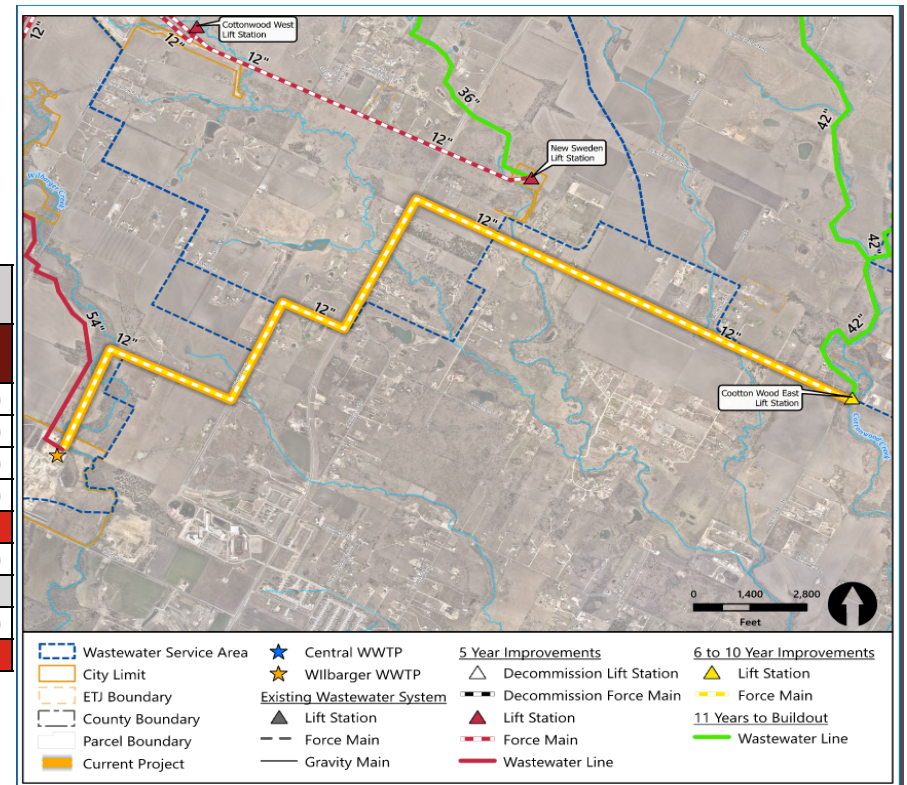 12"
Cottonwood West
Lift Station
12"
12"
36"
42"
12"
New Sweden
Lift Station
Wilbarger Creek
12"
42"
54"
12"
12"
12"
42"
Cootton Wood East
Lift Station
Cottonwood Creek
0 1,400 2,800
Feet
Wastewater Service Area
City Limit
ETJ Boundary
County Boundary
Parcel Boundary
Current Project
Central WWTP
WIlbarger WWTP
Existing Wastewater System
Lift Station
Force Main
Gravity Main
5 Year Improvements
Decommission Lift Station
Decommission Force Main
Lift Station
Force Main
Wastewater Line
6 to 10 Year Improvements
Lift Station
Force Main
11 Years to Buildout
Wastewater Line